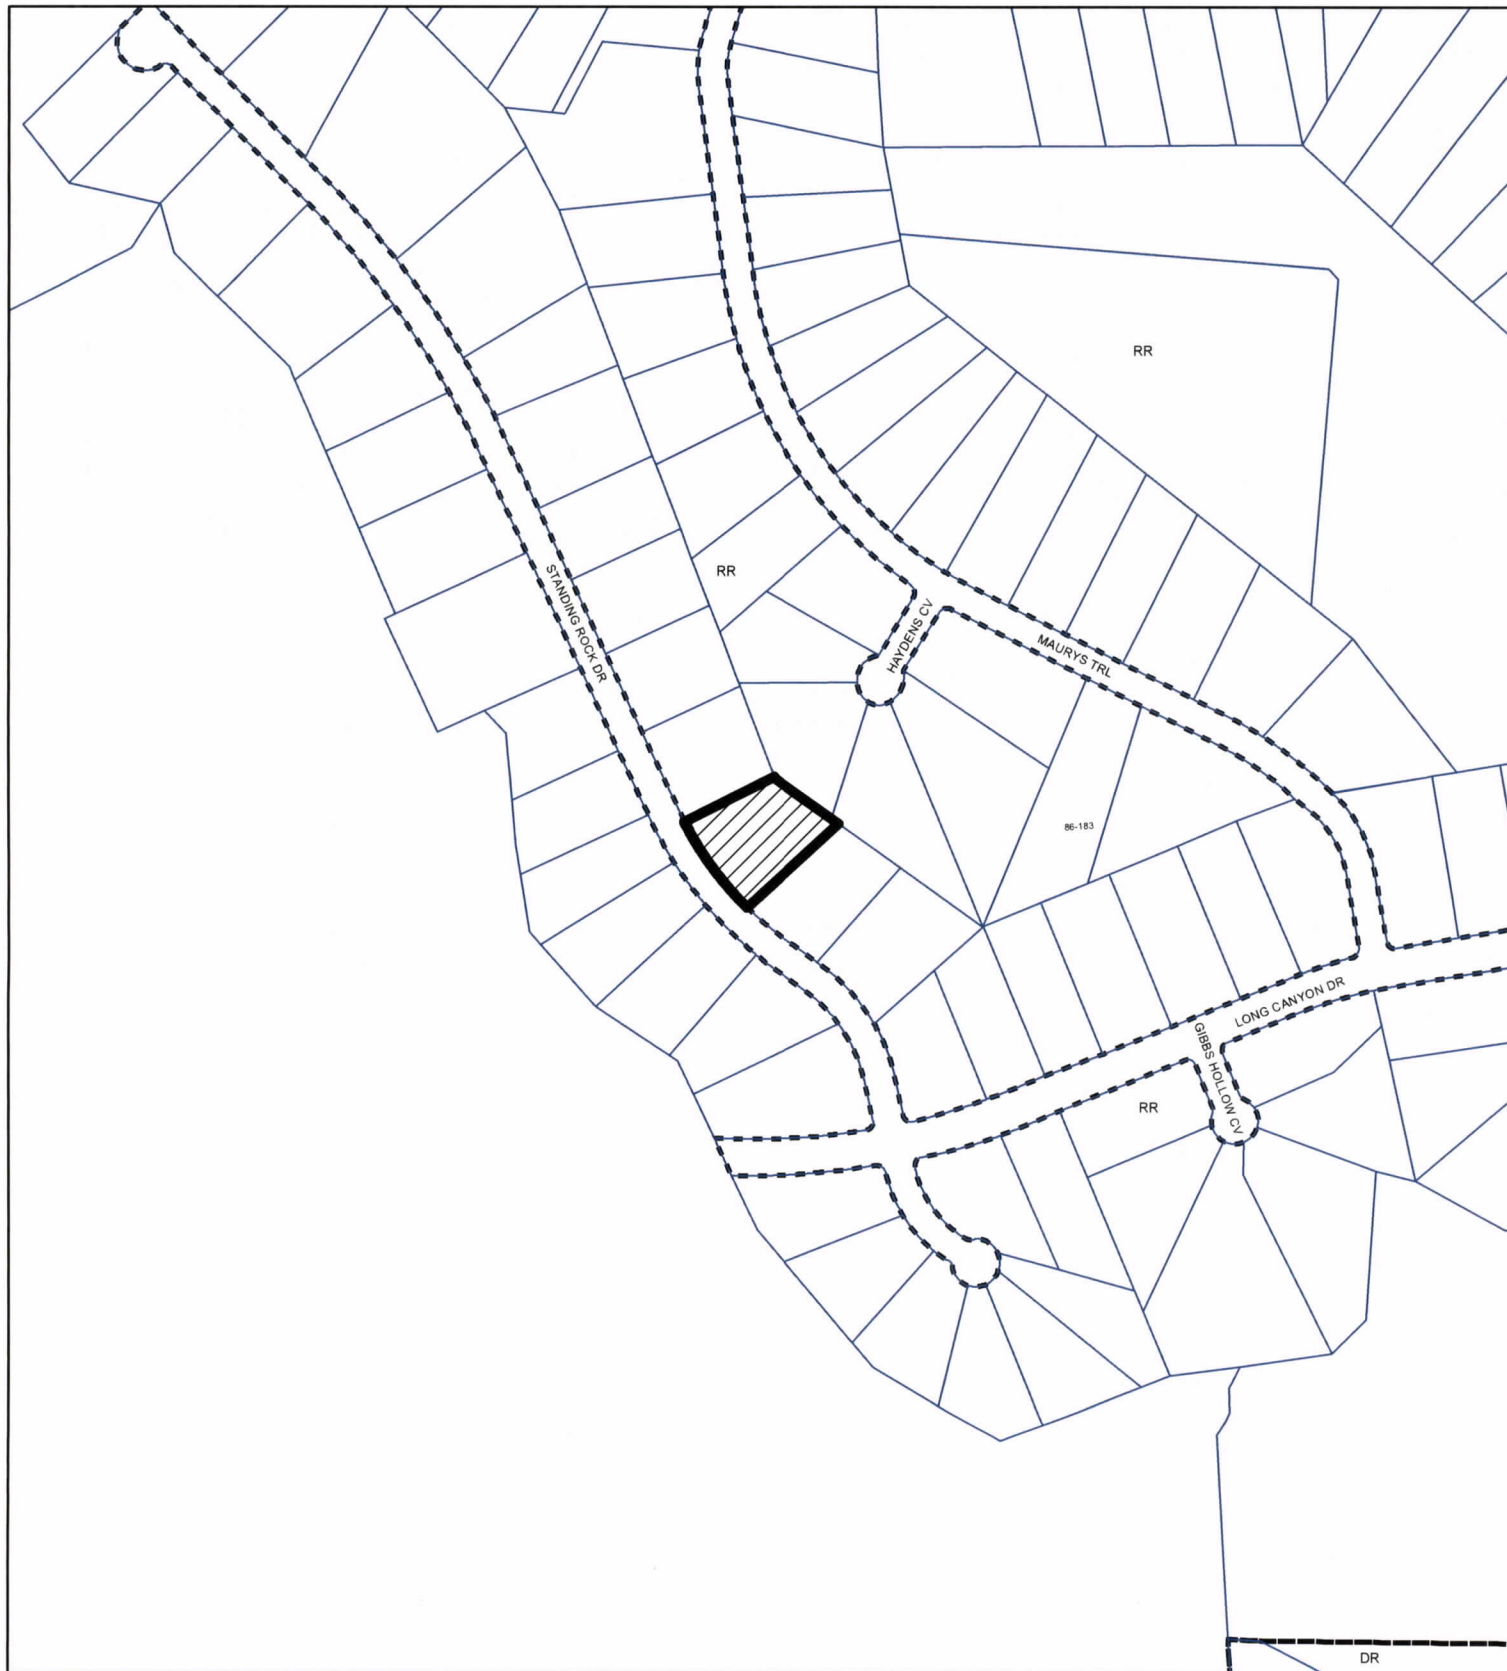 RR
RR
STANDING ROCK DR
HAYDENS CV
MAURYS TRL
86-183
LONG CANYON DR
GIBBS HOLLOW CV
RR
DR